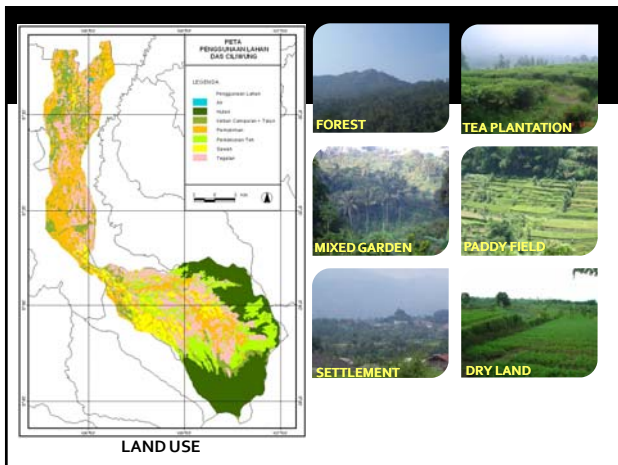 PETA
PENGGUNAAN LAHAN
DAS CILIWUNG
LEGENDA
Penggunaan Lahan
Air
Hutan
Kebun Campuran + Talun
Permukiman
Perkebunan Teh
Sawah
Tegalan
FOREST
TEA PLANTATION
MIXED GARDEN
PADDY FIELD
SETTLEMENT
DRY LAND
LAND USE